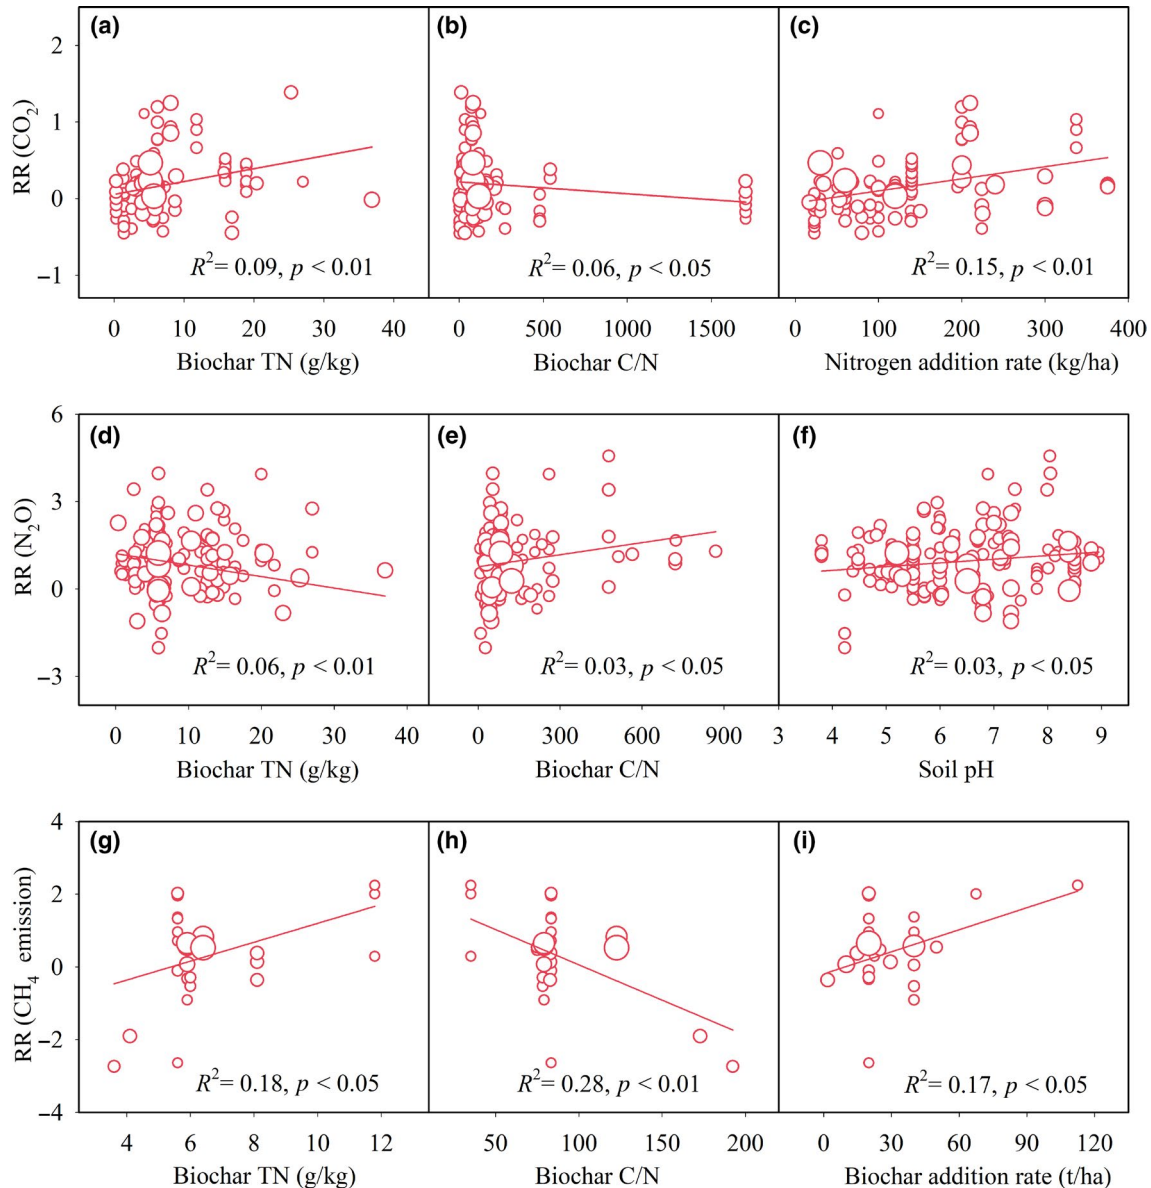 (a) (b) (c)
2
1
0
−1
RR (CO2)
R2= 0.09, p < 0.01 R2= 0.06, p < 0.05 R2= 0.15, p < 0.01
0 10 20 30 40 0 500 1000 1500 0 100 200 300 400
Biochar TN (g/kg) Biochar C/N Nitrogen addition rate (kg/ha)
(d) (e) (f)
6
3
0
−3
RR (N2O)
R2= 0.06, p < 0.01 R2= 0.03, p < 0.05 R2= 0.03, p < 0.05
0 10 20 30 40 0 300 600 900 3 4 5 6 7 8 9
Biochar TN (g/kg) Biochar C/N Soil pH
(g) (h) (i)
4
2
0
−2
−4
RR (CH4 emission)
R2= 0.18, p < 0.05 R2= 0.28, p < 0.01 R2= 0.17, p < 0.05
4 6 8 10 12 50 100 150 200 0 30 60 90 120
Biochar TN (g/kg) Biochar C/N Biochar addition rate (t/ha)